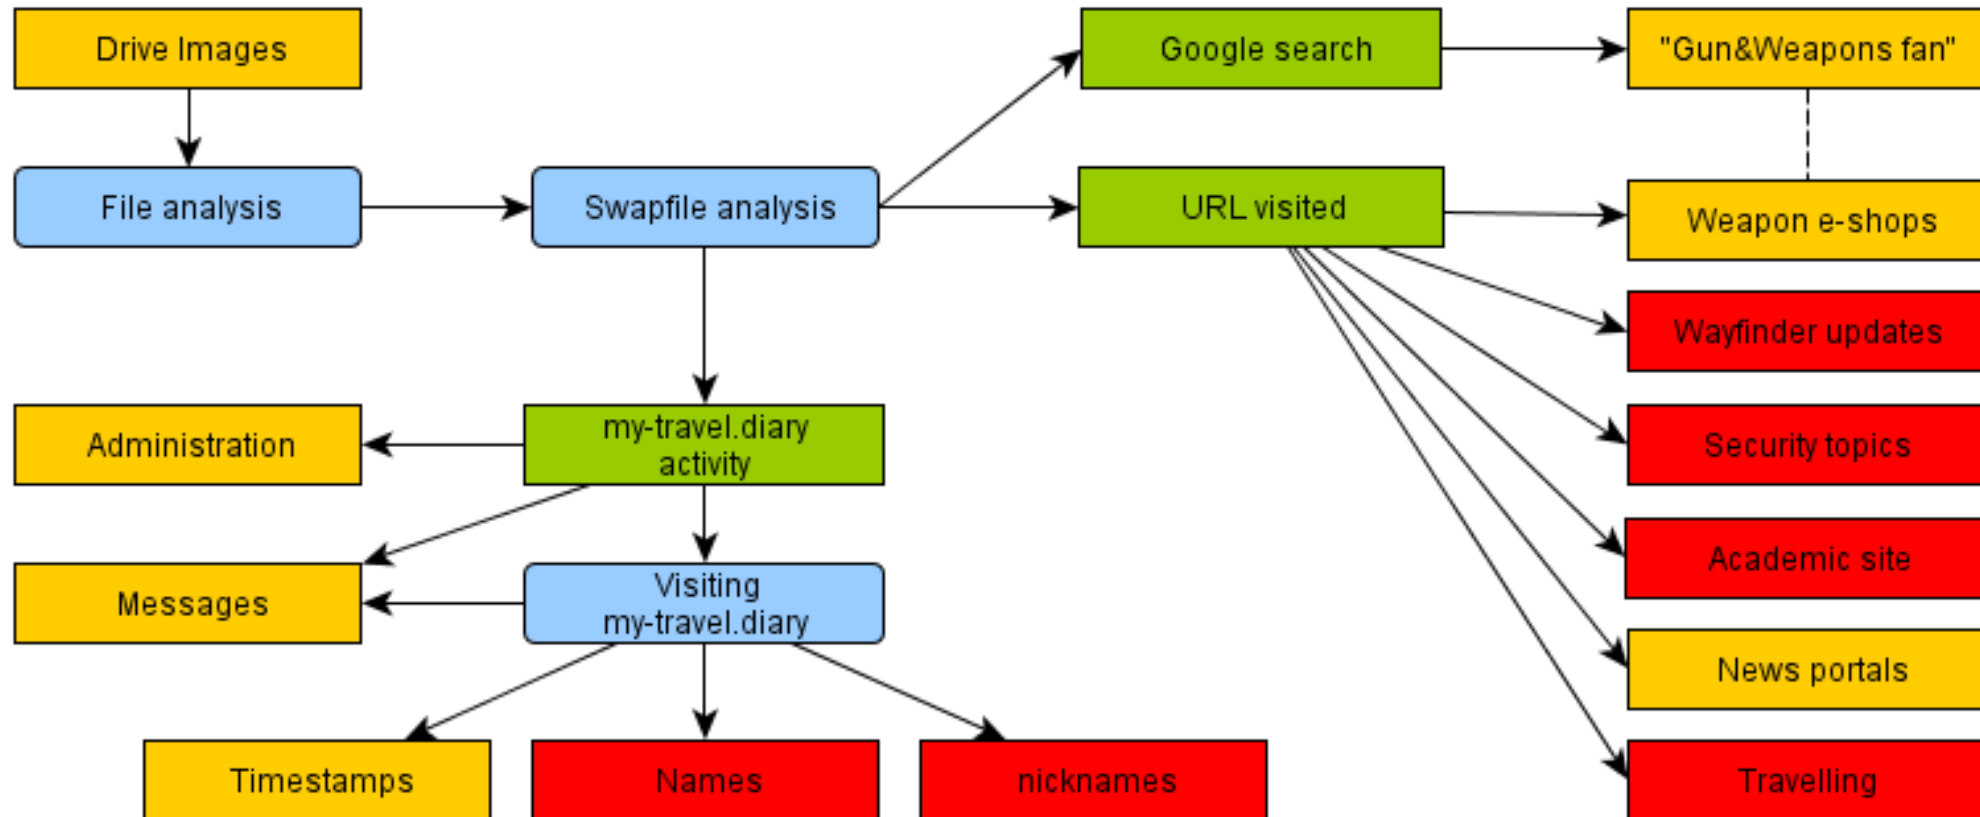 Drive Images
Google search
"Gun&Weapons fan"
File analysis
Swapfile analysis
URL visited
Weapon e-shops
Wayfinder updates
Administration
my-travel.diary
activity
Security topics
Academic site
Messages
Visiting
my-travel.diary
News portals
Timestamps
Names
nicknames
Travelling